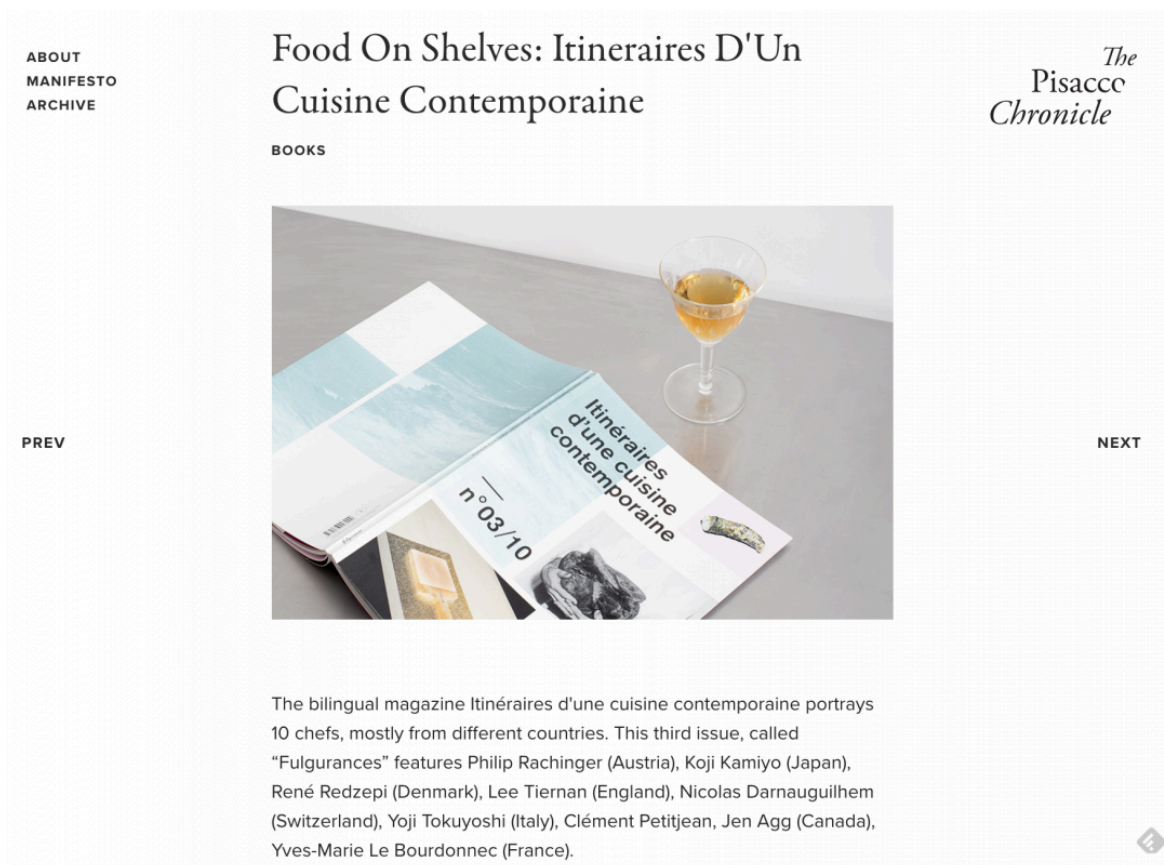 ABOUT
MANIFESTO
ARCHIVE
Food On Shelves: Itineraires D'Un
Cuisine Contemporaine
BOOKS
The
Pisacco
Chronicle
Itinéraires
d'une cuisine
contemporaine
n°03/10
PREV
NEXT
The bilingual magazine Itinéraires d'une cuisine contemporaine portrays
10 chefs, mostly from different countries. This third issue, called
“Fulgurances” features Philip Rachinger (Austria), Koji Kamiyo (Japan),
René Redzepi (Denmark), Lee Tiernan (England), Nicolas Darnauguilhem
(Switzerland), Yoji Tokuyoshi (Italy), Clément Petitjean, Jen Agg (Canada),
Yves-Marie Le Bourdonnec (France).